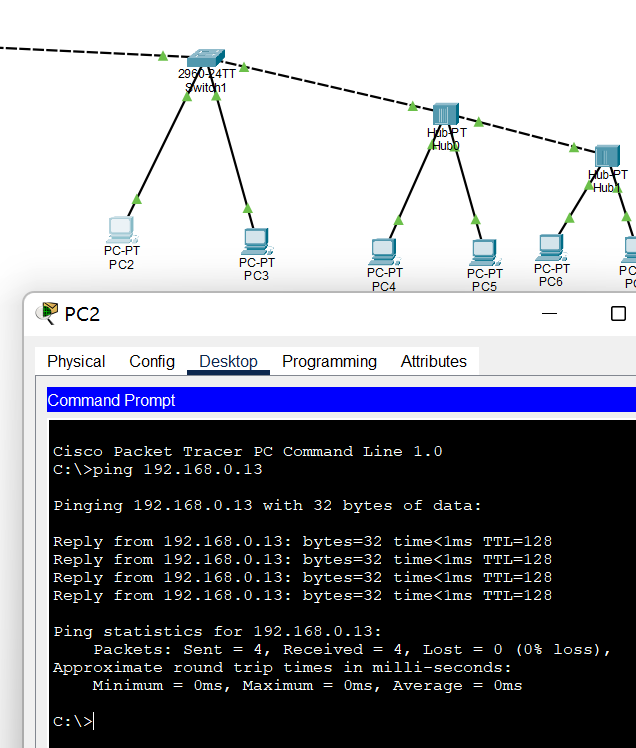 2960-24TT
Switch1
Hub-PT
Hub0
Hub-PT
Hub1
PC-PT
PC2
PC-PT
PC3
PC-PT
PC4
PC-PT
PC5
PC-PT
PC6
PC2
Physical Config Desktop Programming Attributes
Command Prompt
Cisco Packet Tracer PC Command Line 1.0
C:\>ping 192.168.0.13
Pinging 192.168.0.13 with 32 bytes of data:
Reply from 192.168.0.13: bytes=32 time<1ms TTL=128
Reply from 192.168.0.13: bytes=32 time<1ms TTL=128
Reply from 192.168.0.13: bytes=32 time<1ms TTL=128
Reply from 192.168.0.13: bytes=32 time<1ms TTL=128
Ping statistics for 192.168.0.13:
Packets: Sent = 4, Received = 4, Lost = 0 (0% loss),
Approximate round trip times in milli-seconds:
Minimum = 0ms, Maximum = 0ms, Average = 0ms
C:\>